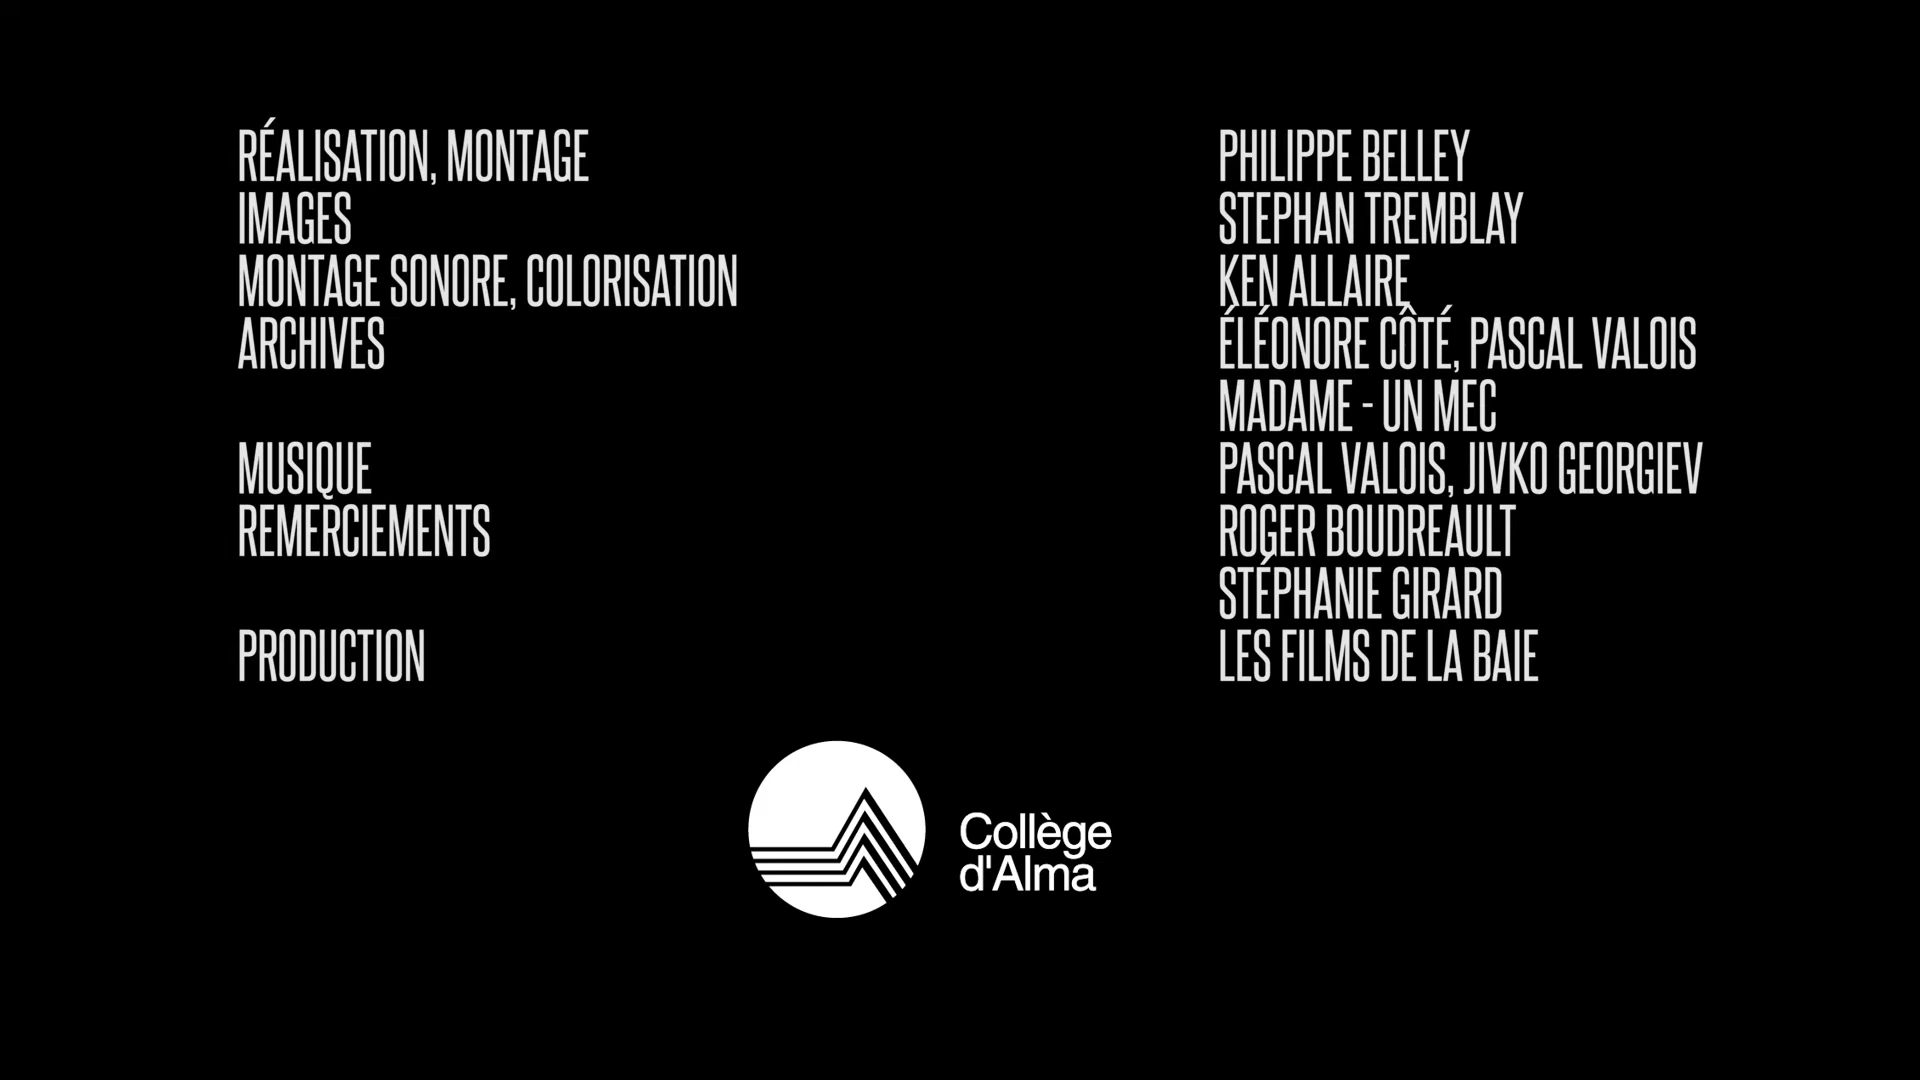 RÉALISATION, MONTAGE PHILIPPE BELLEY
IMAGES STEPHAN TREMBLAY
MONTAGE SONORE, COLORISATION KEN ALLAIRE
ARCHIVES ÉLÉONORE CÔTÉ, PASCAL VALOIS
MADAME - UN MEC
MUSIQUE PASCAL VALOIS, JIVKO GEORGIEV
REMERCIEMENTS ROGER BOUDREAULT
STÉPHANIE GIRARD
PRODUCTION LES FILMS DE LA BAIE
Collège
d'Alma